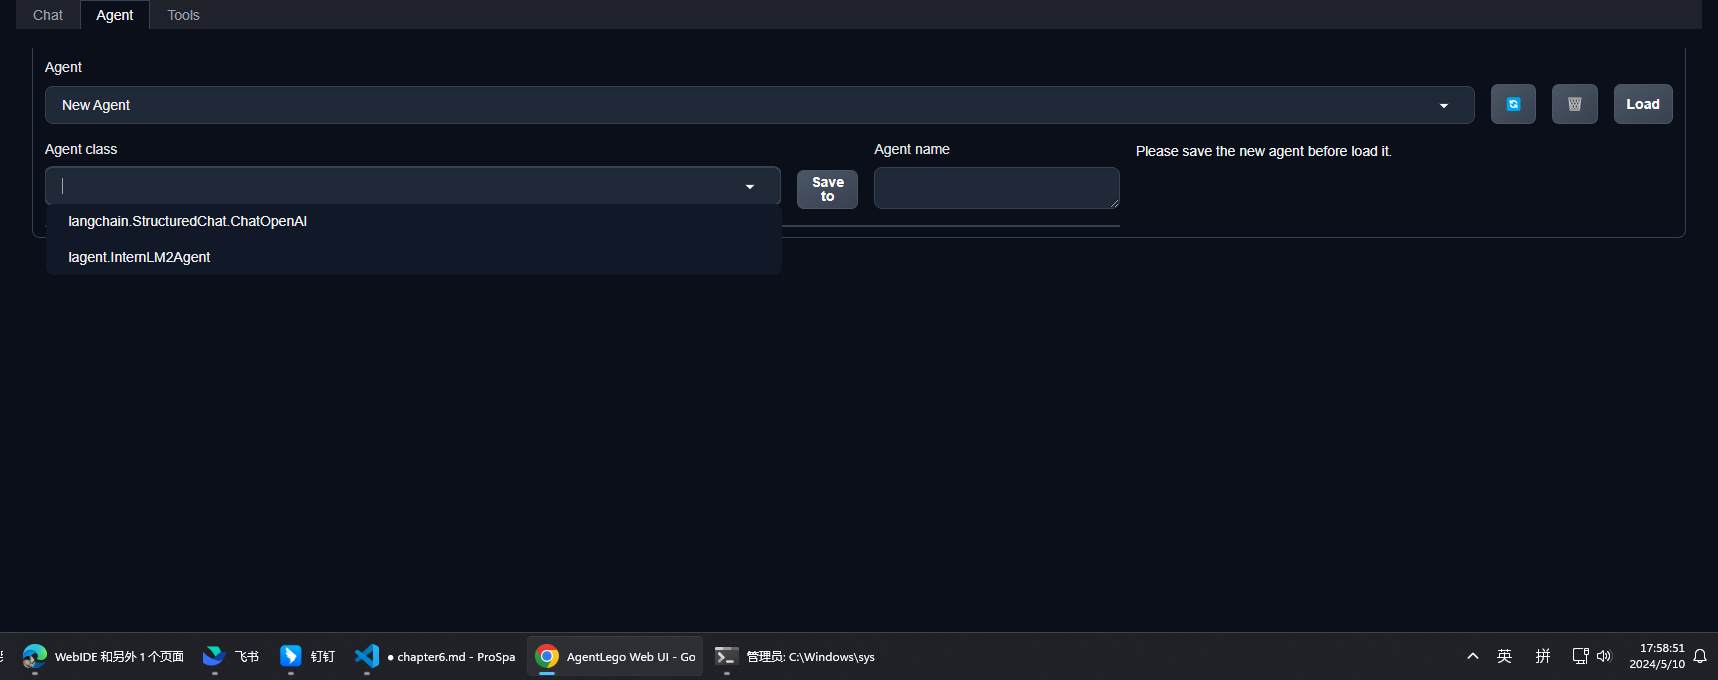 Chat Agent Tools
Agent
New Agent
Load
Agent class
Agent name
Please save the new agent before load it.
Save
to
langchain.StructuredChat.ChatOpenAI
lagent.InternLM2Agent
WebIDE 和另外 1 个页面
飞书
钉钉
● chapter6.md - ProSpa
AgentLego Web UI - Go
管理员: C:\Windows\sys
英
拼
17:58:51
2024/5/10